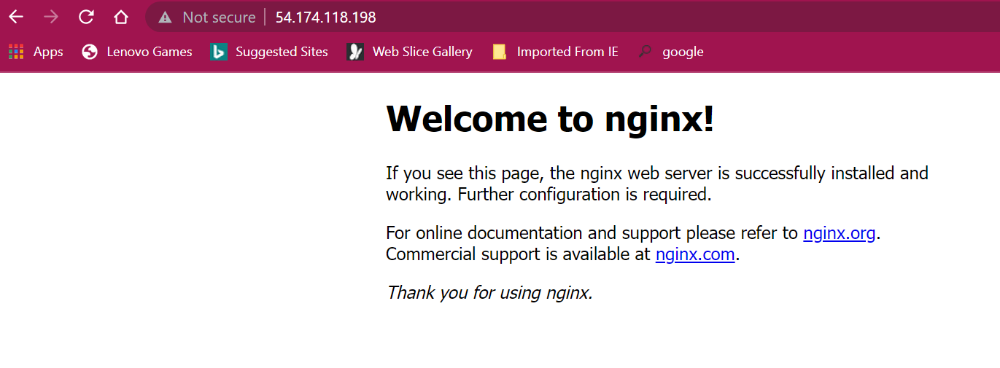 Not secure 54.174.118.198
Apps Lenovo Games Suggested Sites Web Slice Gallery Imported From IE google
Welcome to nginx!
If you see this page, the nginx web server is successfully installed and
working. Further configuration is required.
For online documentation and support please refer to nginx.org.
Commercial support is available at nginx.com.
Thank you for using nginx.